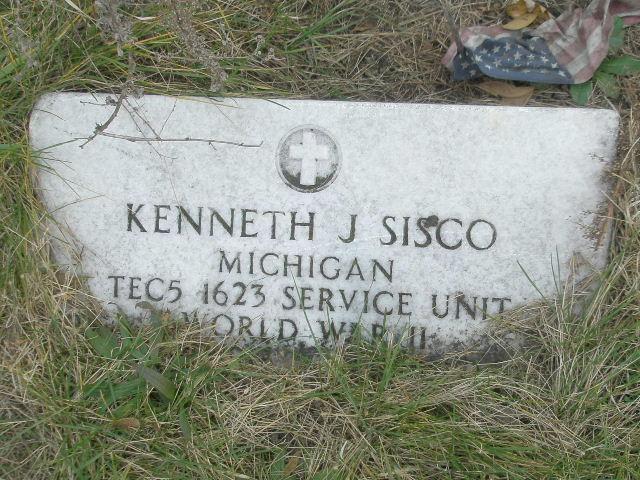 KENNETH J SISCO
MICHIGAN
TEC5 1623 SERVICE UNIT
WORLD WAR II